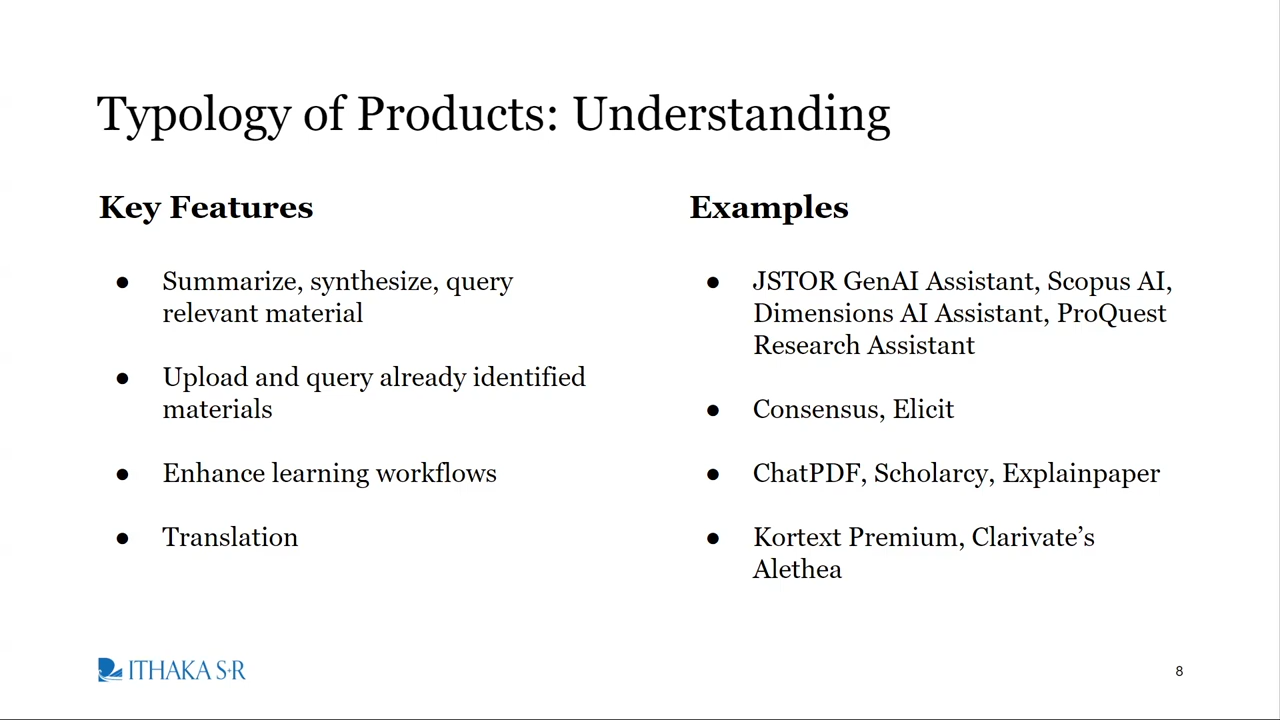 Typology of Products: Understanding
Key Features
● Summarize, synthesize, query
relevant material
● Upload and query already identified
materials
● Enhance learning workflows
● Translation
Examples
● JSTOR GenAI Assistant, Scopus AI,
Dimensions AI Assistant, ProQuest
Research Assistant
● Consensus, Elicit
● ChatPDF, Scholarcy, Explainpaper
● Kortext Premium, Clarivate’s
Alethea
ITHAKA S+R
8